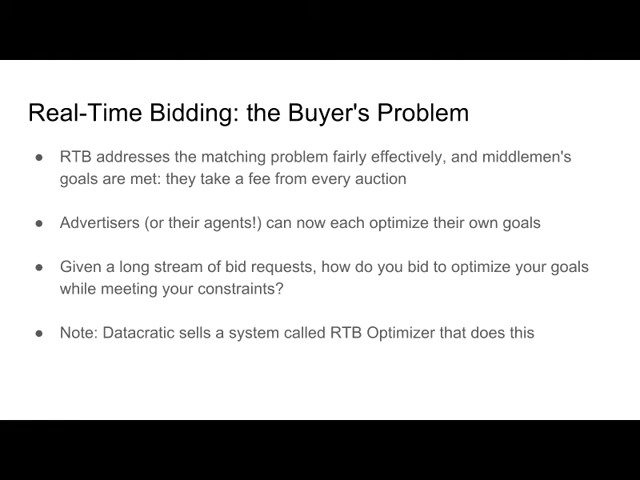 Real-Time Bidding: the Buyer's Problem
● RTB addresses the matching problem fairly effectively, and middlemen's
goals are met: they take a fee from every auction
● Advertisers (or their agents!) can now each optimize their own goals
● Given a long stream of bid requests, how do you bid to optimize your goals
while meeting your constraints?
● Note: Datacratic sells a system called RTB Optimizer that does this